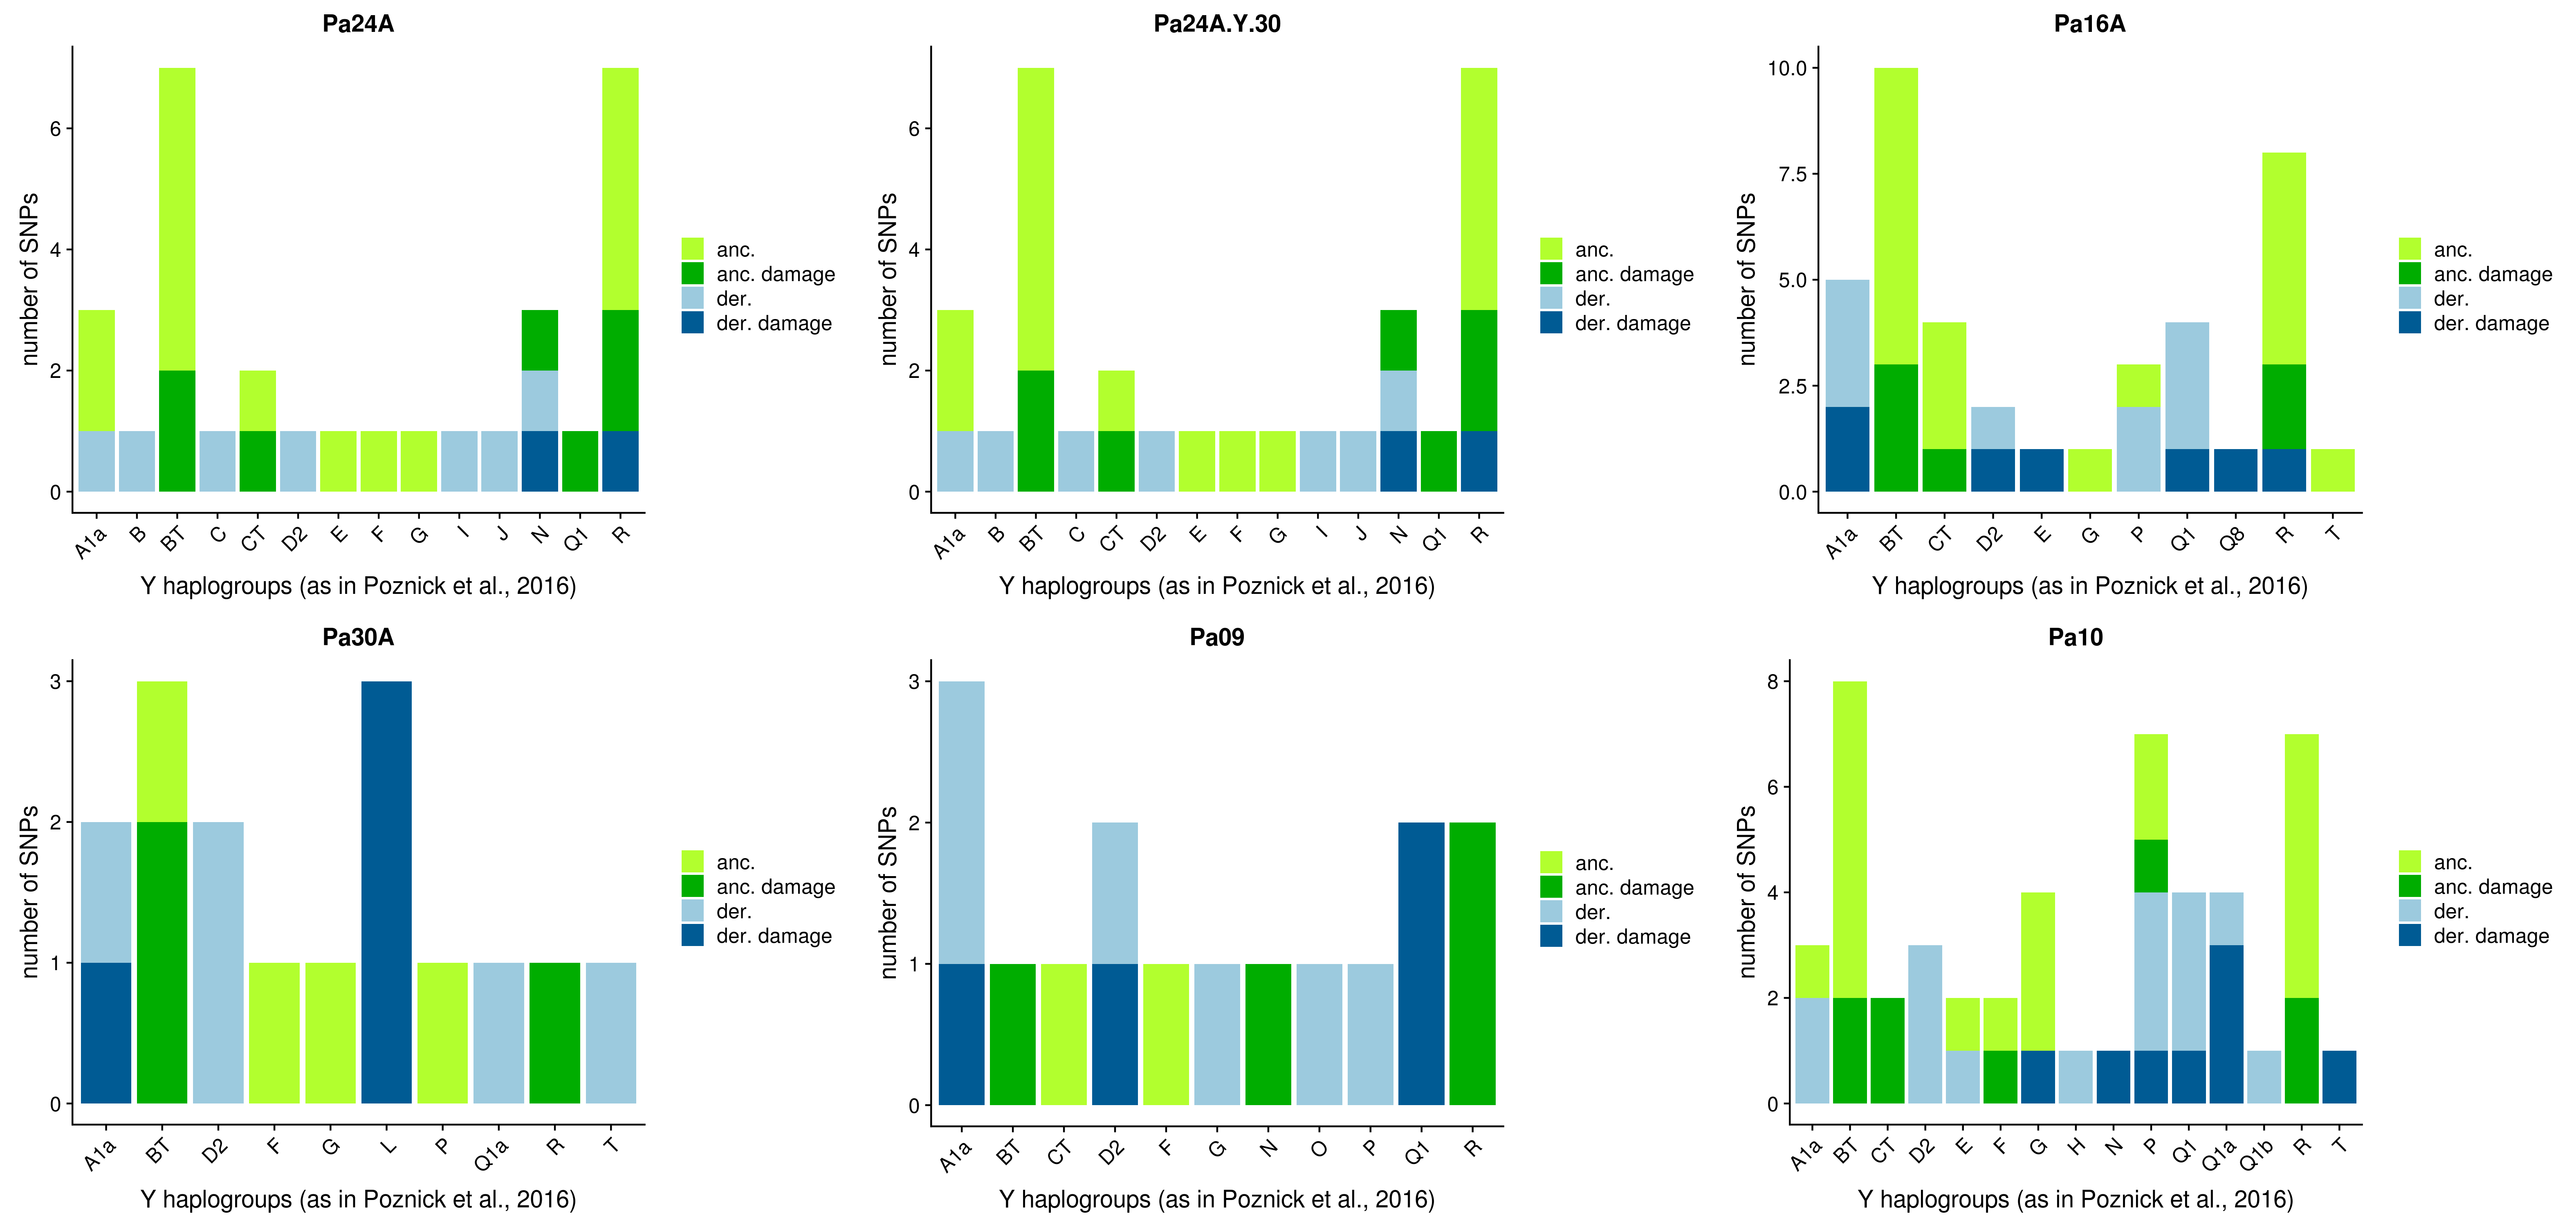 Pa24A
number of SNPs
6
4
2
0
A1a B BT C CT D2 E F G I J N Q1 R
Y haplogroups (as in Poznick et al., 2016)
anc.
anc. damage
der.
der. damage
Pa24A.Y.30
number of SNPs
6
4
2
0
A1a B BT C CT D2 E F G I J N Q1 R
Y haplogroups (as in Poznick et al., 2016)
anc.
anc. damage
der.
der. damage
Pa16A
number of SNPs
10.0
7.5
5.0
2.5
0.0
A1a BT CT D2 E G P Q1 Q8 R T
Y haplogroups (as in Poznick et al., 2016)
anc.
anc. damage
der.
der. damage
Pa30A
number of SNPs
3
2
1
0
A1a BT D2 F G L P Q1a R T
Y haplogroups (as in Poznick et al., 2016)
anc.
anc. damage
der.
der. damage
Pa09
number of SNPs
3
2
1
0
A1a BT CT D2 F G N O P Q1 R
Y haplogroups (as in Poznick et al., 2016)
anc.
anc. damage
der.
der. damage
Pa10
number of SNPs
8
6
4
2
0
A1a BT CT D2 E F G H N P Q1 Q1a Q1b R T
Y haplogroups (as in Poznick et al., 2016)
anc.
anc. damage
der.
der. damage